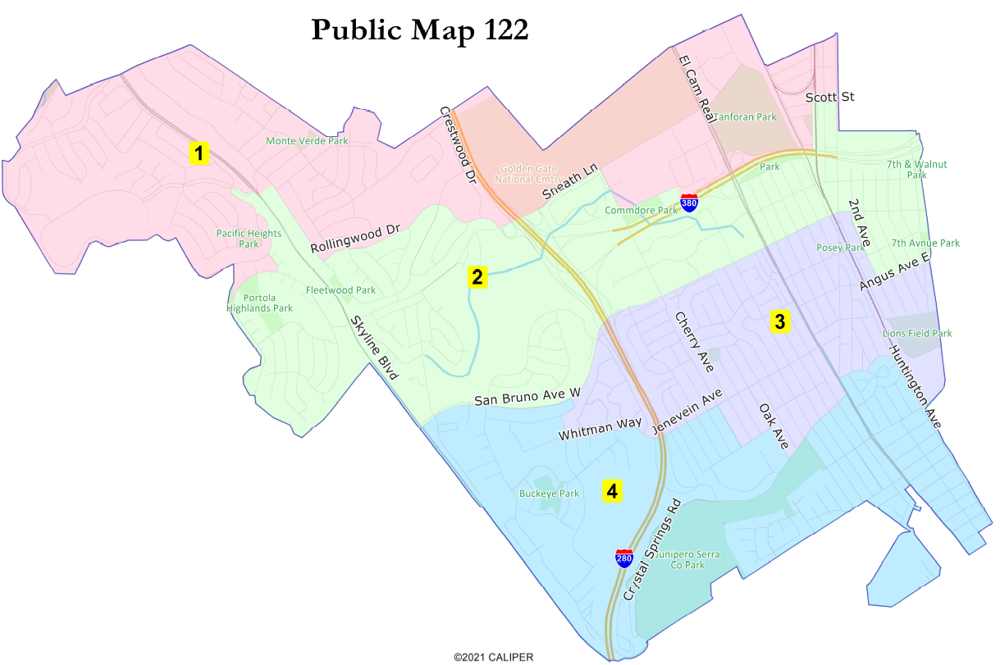 Public Map 122
El Cam Real
Scott St
Crestwood Dr
Tanforan Park
Monte Verde Park
1
Golden Gate
National Cmtry
Sneath Ln
Park
7th & Walnut
Park
380
Commdore Park
2nd Ave
Pacific Heights
Park
Rollingwood Dr
Posey Park
7th Avnue Park
Angus Ave E
2
Fleetwood Park
Portola
Highlands Park
3
Cherry Ave
Skyline Blvd
Lions Field Park
Huntington Ave
San Bruno Ave W
Jenevein Ave
Whitman Way
Oak Ave
Buckeye Park
4
Crystal Springs Rd
280
Junipero Serra
Co Park
©2021 CALIPER